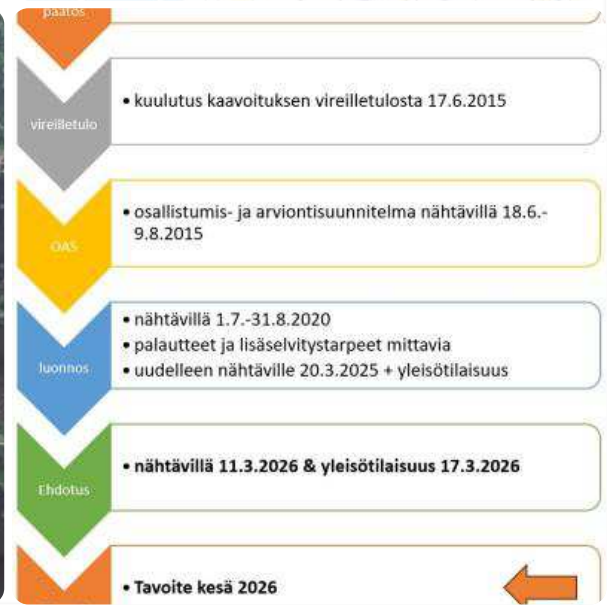 päätös
vireilletulo
• kuulutus kaavoituksen vireilletulosta 17.6.2015
OAS
• osallistumis- ja arviontisuunnitelma nähtävillä 18.6.-
9.8.2015
luonnos
• nähtävillä 1.7.-31.8.2020
• palautteet ja lisäselvitystarpeet mittavia
• uudelleen nähtäville 20.3.2025 + yleisötilaisuus
Ehdotus
• nähtävillä 11.3.2026 & yleisötilaisuus 17.3.2026
• Tavoite kesä 2026